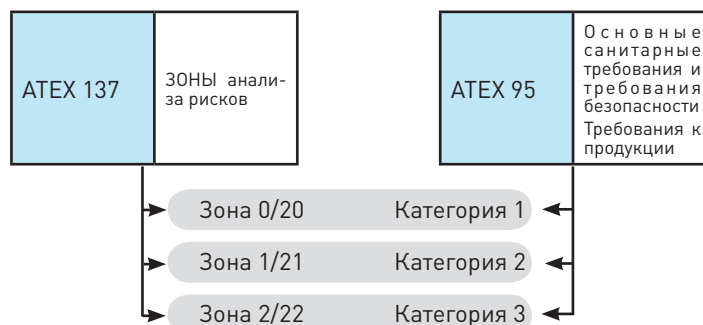 ATEX 137
ЗОНЫ анали-
за рисков
ATEX 95
Основные
санитарные
требования и
требования
безопасности
Требования к
продукции
Зона 0/20 Категория 1
Зона 1/21 Категория 2
Зона 2/22 Категория 3